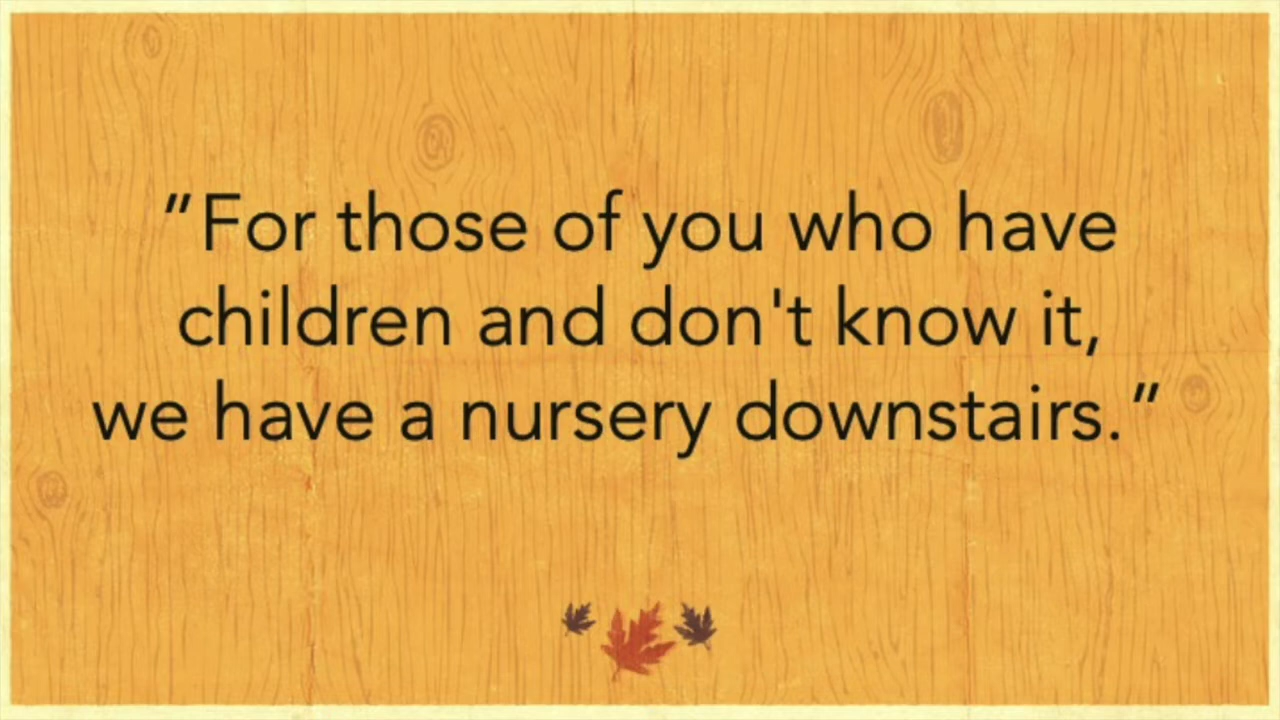 "For those of you who have
children and don't know it,
we have a nursery downstairs."